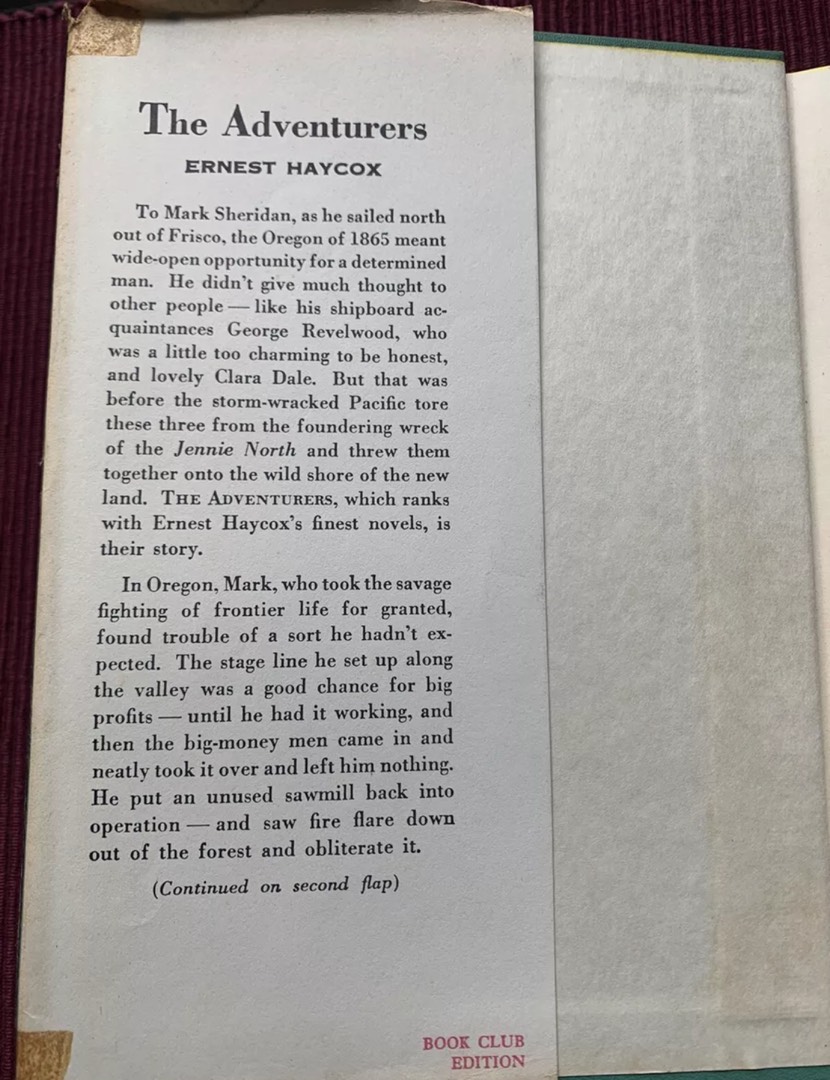 The Adventurers
ERNEST HAYCOX
To Mark Sheridan, as he sailed north
out of Frisco, the Oregon of 1865 meant
wide-open opportunity for a determined
man. He didn't give much thought to
other people — like his shipboard ac-
quaintances George Revelwood, who
was a little too charming to be honest,
and lovely Clara Dale. But that was
before the storm-wracked Pacific tore
these three from the foundering wreck
of the Jennie North and threw them
together onto the wild shore of the new
land. THE ADVENTURERS, which ranks
with Ernest Haycox's finest novels, is
their story.
In Oregon, Mark, who took the savage
fighting of frontier life for granted,
found trouble of a sort he hadn't ex-
pected. The stage line he set up along
the valley was a good chance for big
profits — until he had it working, and
then the big-money men came in and
neatly took it over and left him nothing.
He put an unused sawmill back into
operation — and saw fire flare down
out of the forest and obliterate it.
(Continued on second flap)
BOOK CLUB
EDITION